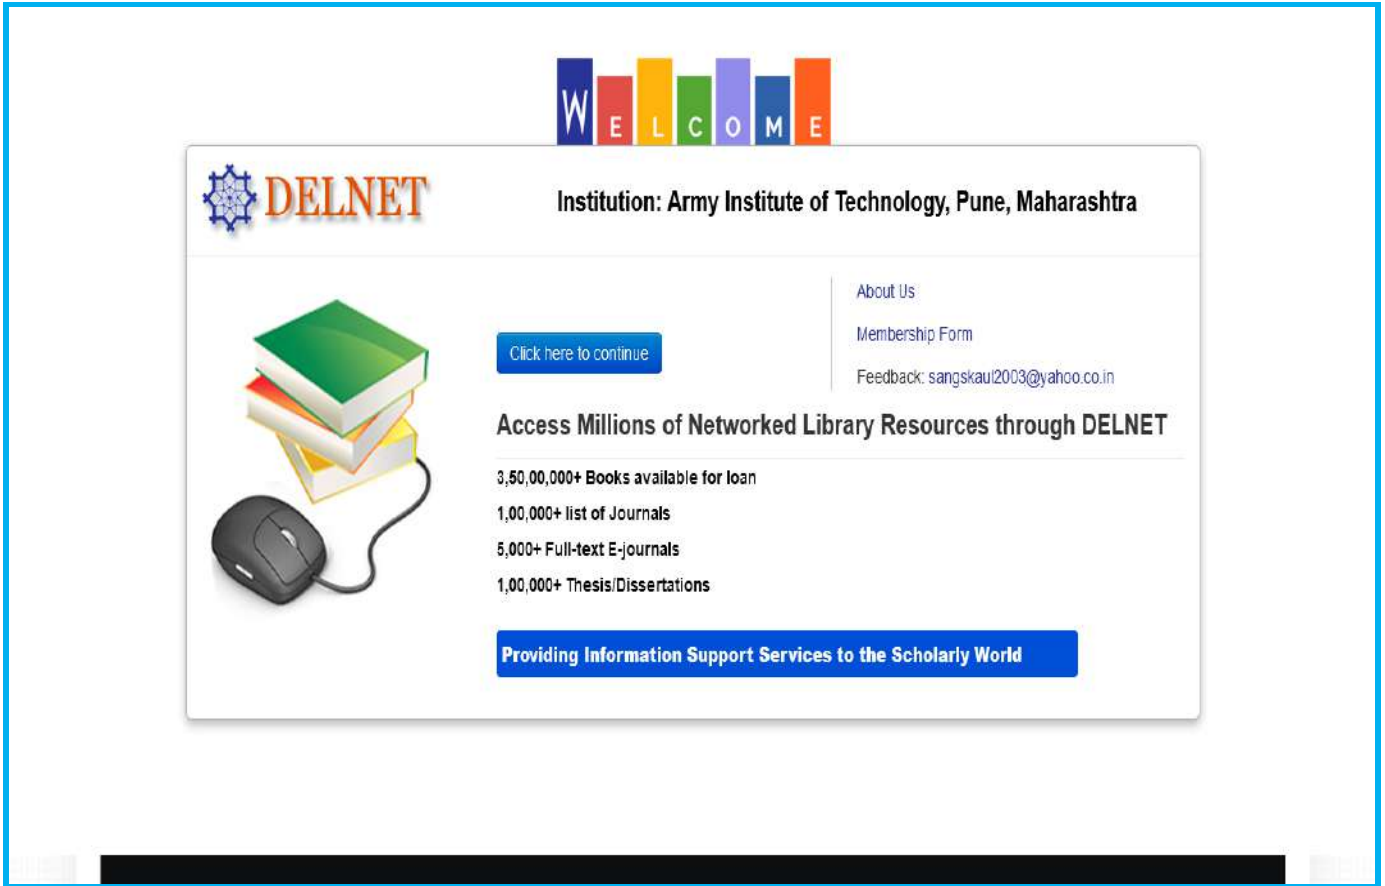 WELCOME
DELNET
Institution: Army Institute of Technology, Pune, Maharashtra
About Us
Click here to continue
Membership Form
Feedback: sangskaul2003@yahoo.co.in
Access Millions of Networked Library Resources through DELNET
3,50,00,000+ Books available for loan
1,00,000+ list of Journals
5,000+ Full-text E-journals
1,00,000+ Thesis/Dissertations
Providing Information Support Services to the Scholarly World